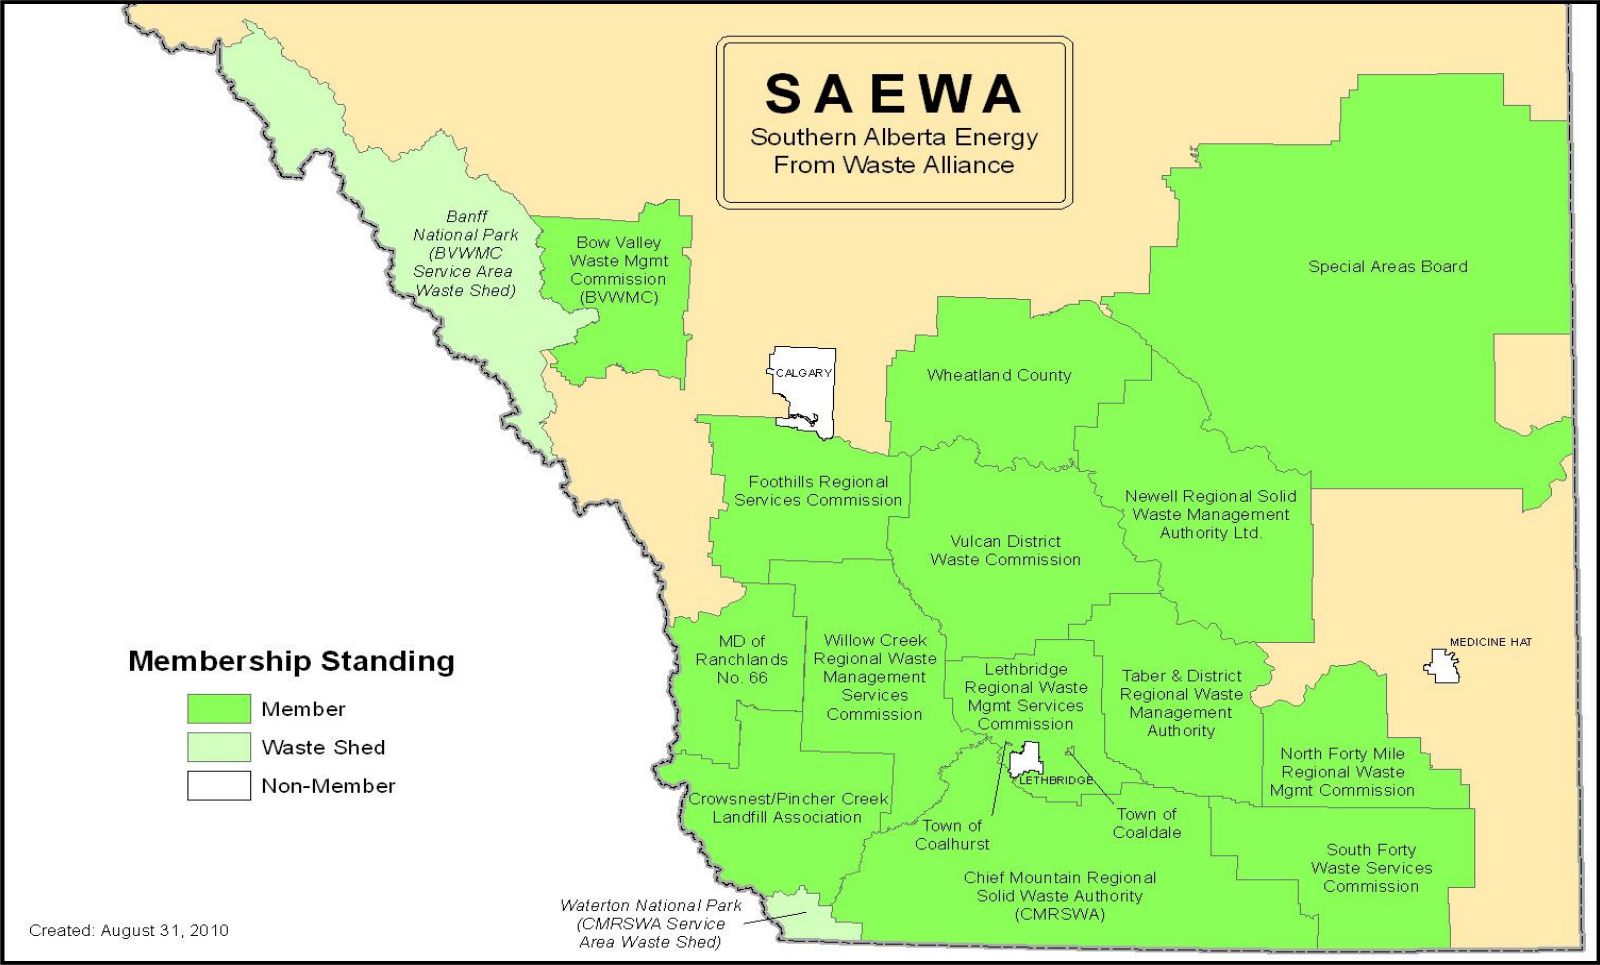 SAEWA
Southern Alberta Energy
From Waste Alliance
Banff
National Park
(BVWMC
Service Area
Waste Shed)
Bow Valley
Waste Mgmt
Commission
(BVWMC)
Special Areas Board
CALGARY
Wheatland County
Foothills Regional
Services Commission
Newell Regional Solid
Waste Management
Authority Ltd.
Vulcan District
Waste Commission
MD of
Ranchlands
No. 66
Willow Creek
Regional Waste
Management
Services
Commission
Lethbridge
Regional Waste
Mgmt Services
Commission
Taber & District
Regional Waste
Management
Authority
MEDICINE HAT
North Forty Mile
Regional Waste
Mgmt Commission
LETHBRIDGE
Crowsnest/Pincher Creek
Landfill Association
Town of
Coalhurst
Town of
Coaldale
South Forty
Waste Services
Commission
Chief Mountain Regional
Solid Waste Authority
(CMRSWA)
Waterton National Park
(CMRSWA Service
Area Waste Shed)
Membership Standing
Member
Waste Shed
Non-Member
Created: August 31, 2010